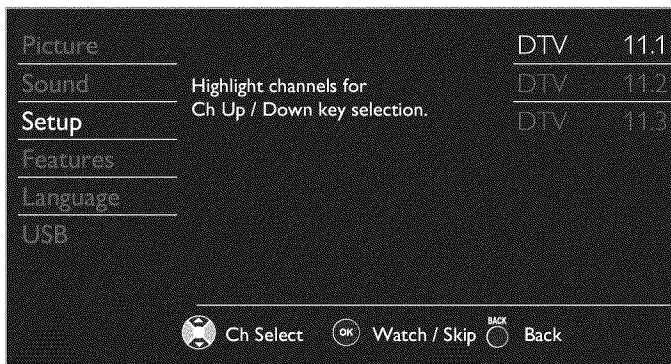 Picture
Sound
Setup
Features
Language
USB
Highlight channels for
Ch Up / Down key selection.
DTV 11.1
DTV 11.2
DTV 11.3
Ch Select
OK
Watch / Skip
BACK
Back